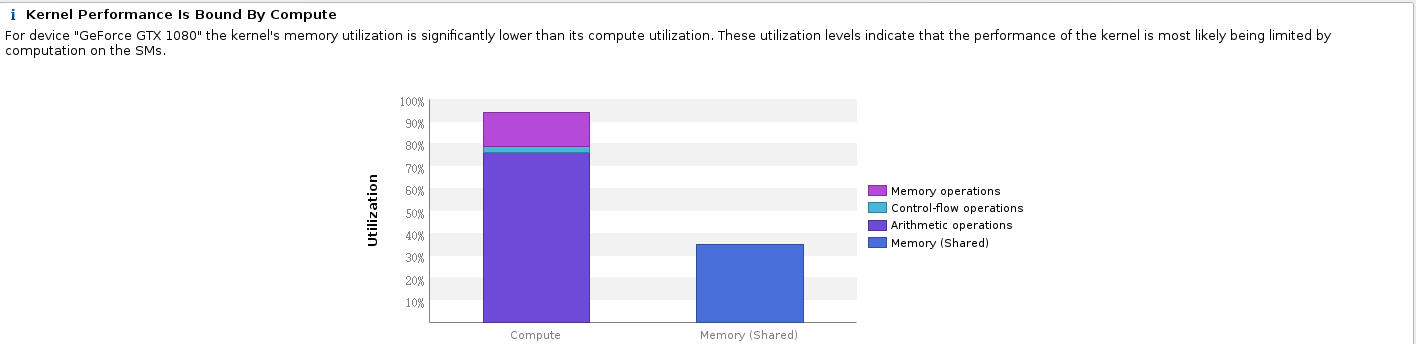 i Kernel Performance Is Bound By Compute
For device "GeForce GTX 1080" the kernel's memory utilization is significantly lower than its compute utilization. These utilization levels indicate that the performance of the kernel is most likely being limited by
computation on the SMs.
100%
90%
80%
70%
60%
50%
40%
30%
20%
10%
Utilization
Compute
Memory (Shared)
Memory operations
Control-flow operations
Arithmetic operations
Memory (Shared)